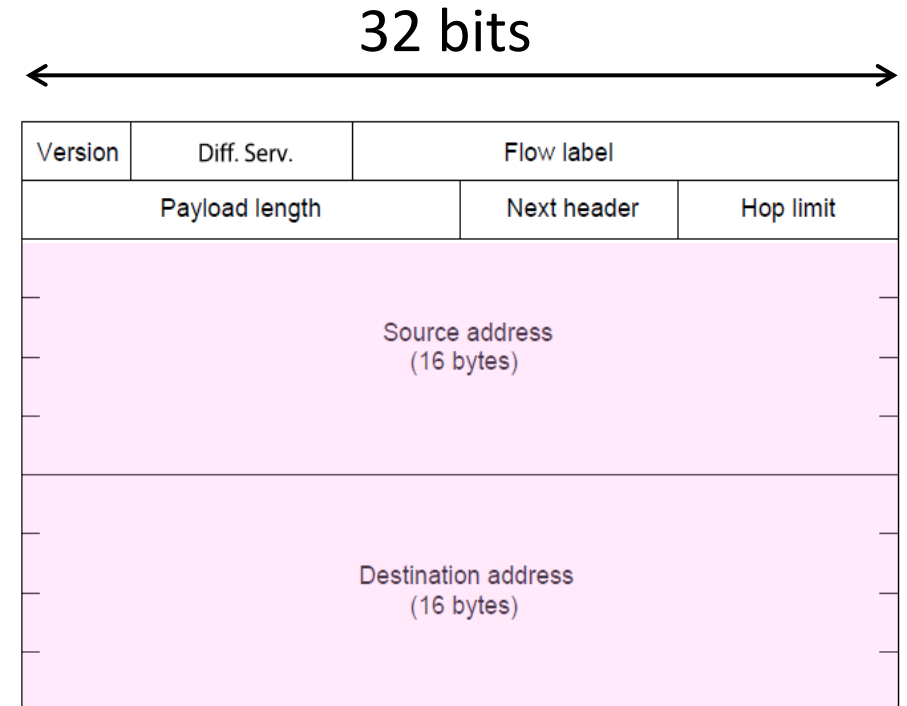 32 bits
Version Diff. Serv. Flow label
Payload length Next header Hop limit
Source address
(16 bytes)
Destination address
(16 bytes)